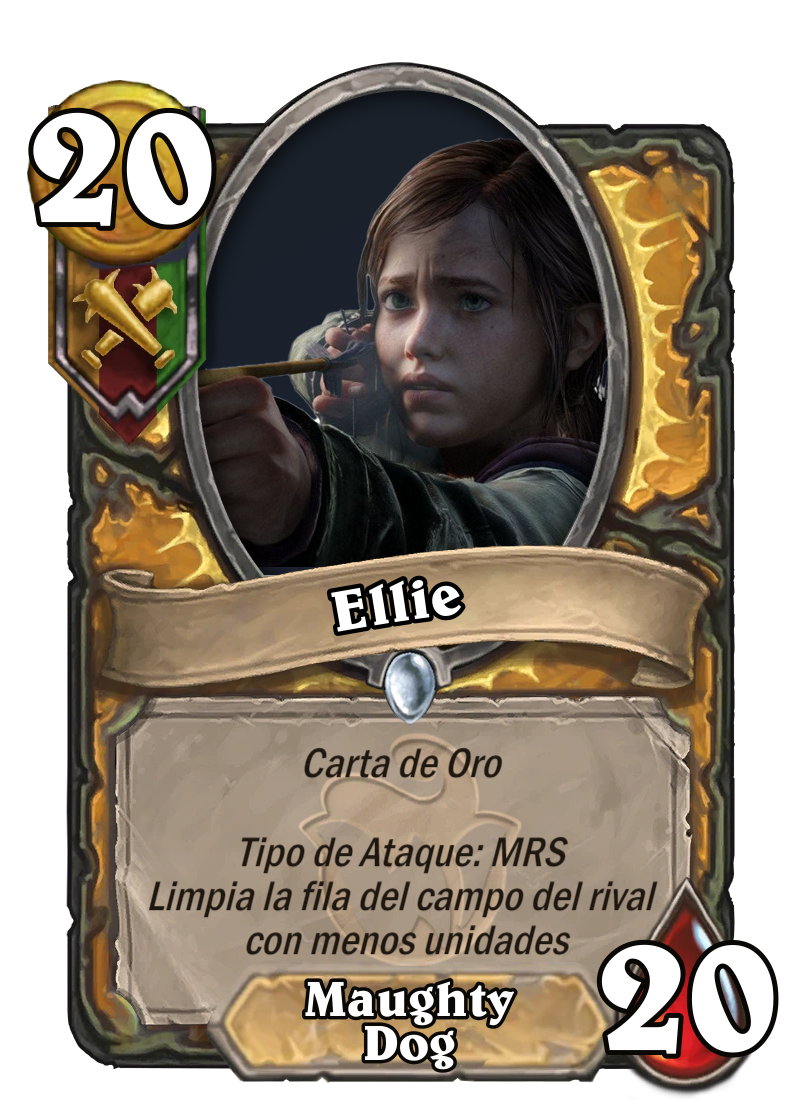 20
Ellie
Carta de Oro
Tipo de Ataque: MRS
Limpia la fila del campo del rival
con menos unidades
Maughty
Dog
20